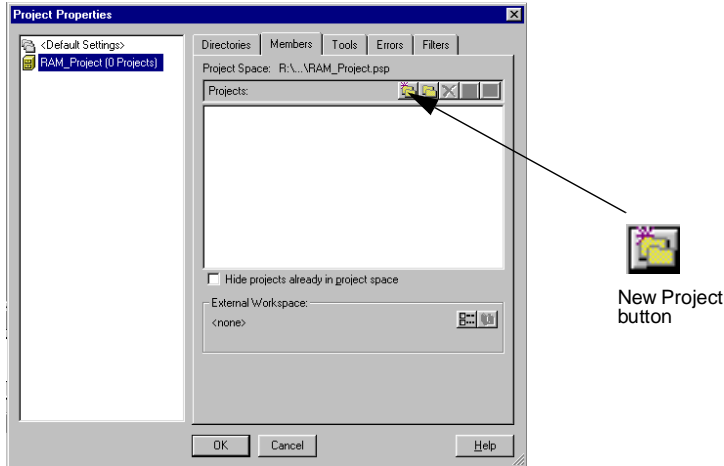 Project Properties
<Default Settings>
RAM_Project (0 Projects)
Directories
Members
Tools
Errors
Filters
Project Space: R:\...\RAM_Project.psp
Projects:
Hide projects already in project space
External Workspace:
<none>
OK
Cancel
Help
New Project
button